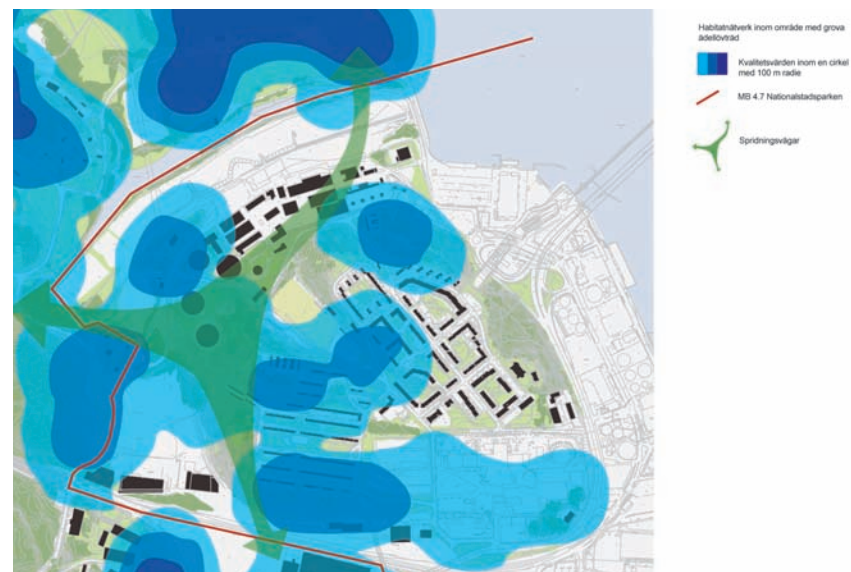 Habitatnätverk inom område med grova
ädellövträd
Kvalitetsvärden inom en cirkel
med 100 m radie
MB 4.7 Nationalstadsparken
Spridningsvägar